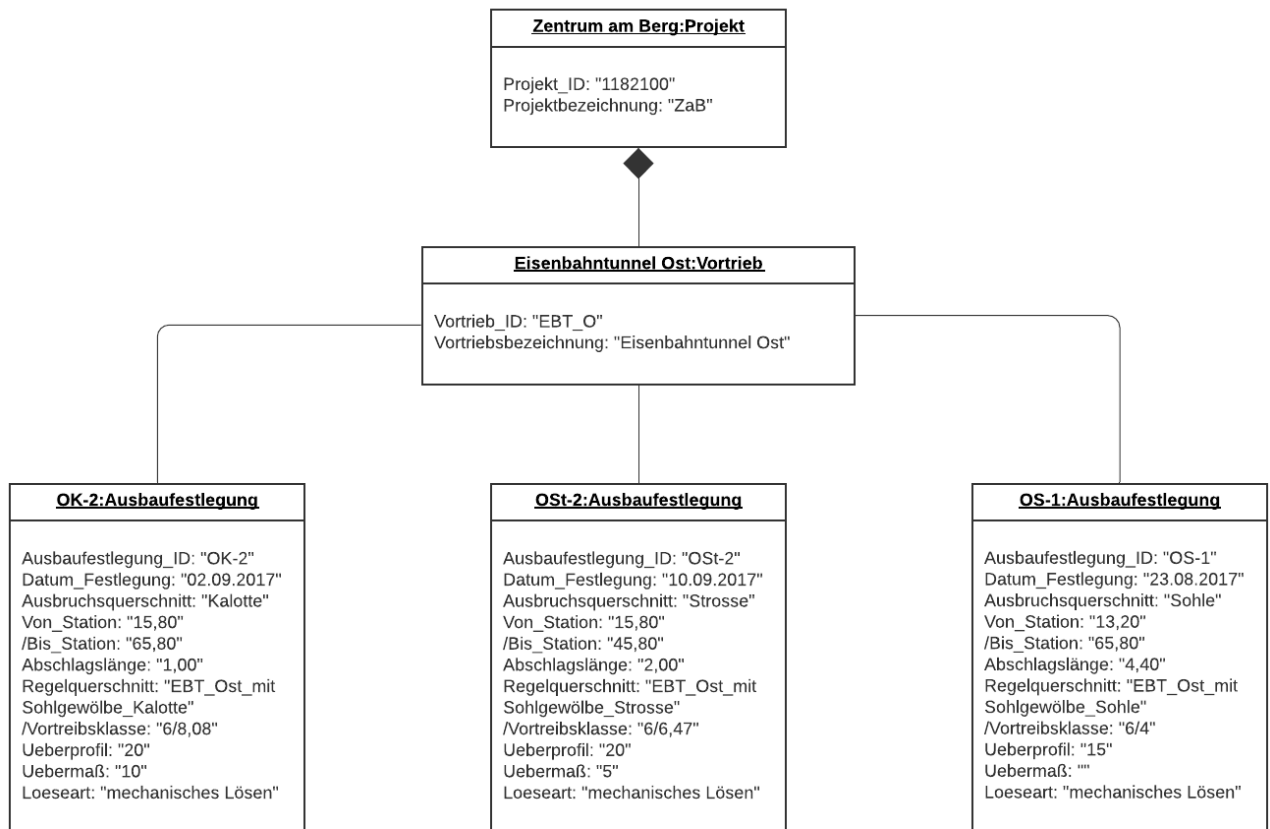 Zentrum am Berg:Projekt
Projekt_ID: "1182100"
Projektbezeichnung: "ZaB"
Eisenbahntunnel Ost:Vortrieb
Vortrieb_ID: "EBT_O"
Vortriebsbezeichnung: "Eisenbahntunnel Ost"
OK-2:Ausbaufestlegung
Ausbaufestlegung_ID: "OK-2"
Datum_Festlegung: "02.09.2017"
Ausbruchsquerschnitt: "Kalotte"
Von_Station: "15,80"
/Bis_Station: "65,80"
Abschlagslänge: "1,00"
Regelquerschnitt: "EBT_Ost_mit
Sohlgewölbe_Kalotte"
/Vortreibsklasse: "6/8,08"
Ueberprofil: "20"
Uebermaß: "10"
Loeseart: "mechanisches Lösen"
OSt-2:Ausbaufestlegung
Ausbaufestlegung_ID: "OSt-2"
Datum_Festlegung: "10.09.2017"
Ausbruchsquerschnitt: "Strosse"
Von_Station: "15,80"
/Bis_Station: "45,80"
Abschlagslänge: "2,00"
Regelquerschnitt: "EBT_Ost_mit
Sohlgewölbe_Strosse"
/Vortreibsklasse: "6/6,47"
Ueberprofil: "20"
Uebermaß: "5"
Loeseart: "mechanisches Lösen"
OS-1:Ausbaufestlegung
Ausbaufestlegung_ID: "OS-1"
Datum_Festlegung: "23.08.2017"
Ausbruchsquerschnitt: "Sohle"
Von_Station: "13,20"
/Bis_Station: "65,80"
Abschlagslänge: "4,40"
Regelquerschnitt: "EBT_Ost_mit
Sohlgewölbe_Sohle"
/Vortreibsklasse: "6/4"
Ueberprofil: "15"
Uebermaß: ""
Loeseart: "mechanisches Lösen"